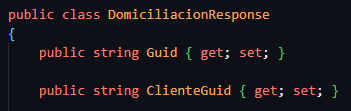 public class DomiciliacionResponse
{
public string Guid { get; set; }
public string ClienteGuid { get; set; }